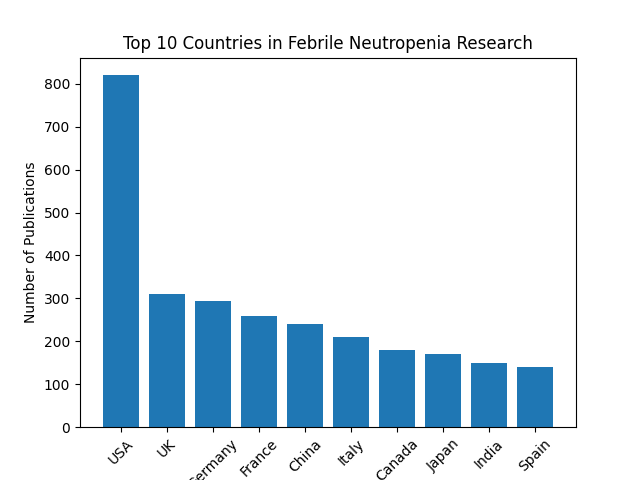 Top 10 Countries in Febrile Neutropenia Research
Number of Publications
800
700
600
500
400
300
200
100
0
USA
UK
ermany
France
China
Italy
Canada
Japan
India
Spain